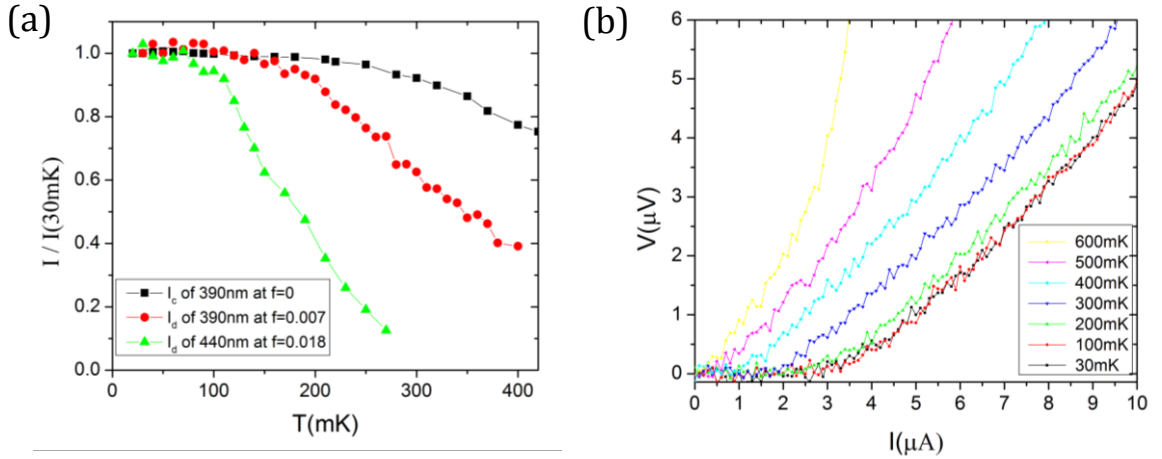 (a)
I / I(30mK)
1.0
0.8
0.6
0.4
0.2
0.0
I_c of 390nm at f=0
I_d of 390nm at f=0.007
I_d of 440nm at f=0.018
0 100 200 300 400
T(mK)
(b)
V(μV)
6
5
4
3
2
1
0
600mK
500mK
400mK
300mK
200mK
100mK
30mK
0 1 2 3 4 5 6 7 8 9 10
I(μA)